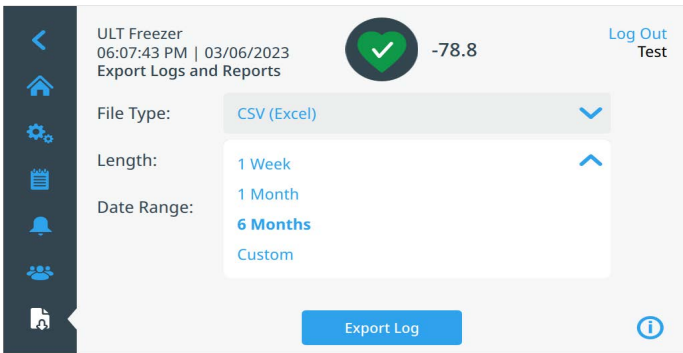 ULT Freezer
06:07:43 PM | 03/06/2023
Export Logs and Reports
-78.8
Log Out
Test
File Type: CSV (Excel)
Length: 1 Week
1 Month
Date Range:
6 Months
Custom
Export Log